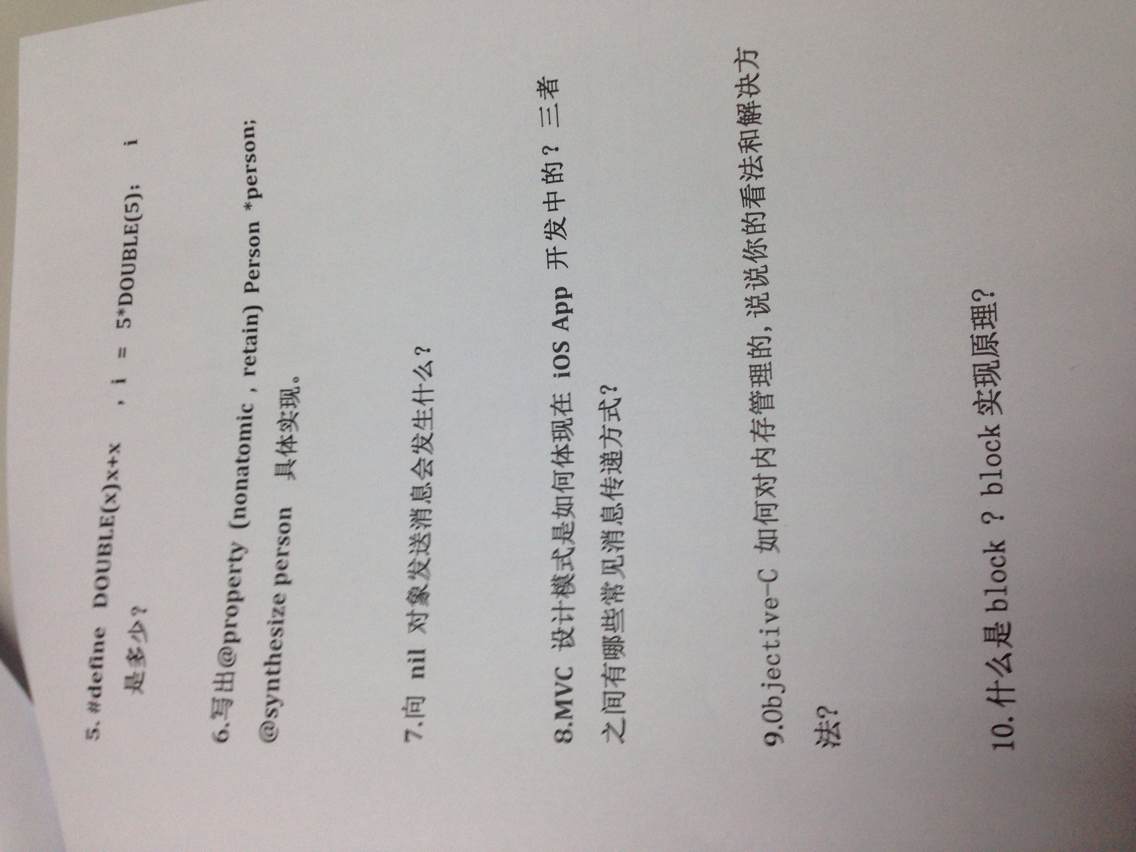 5. #define DOUBLE(x)x+x , i = 5*DOUBLE(5); i
是多少?
6.写出@property (nonatomic , retain) Person *person;
@synthesize person 具体实现。
7.向 nil 对象发送消息会发生什么?
8.MVC 设计模式是如何体现在 iOS App 开发中的? 三者
之间有哪些常见消息传递方式?
9.Objective-C 如何对内存管理的,说说你的看法和解决方
法?
10.什么是block ? block 实现原理?